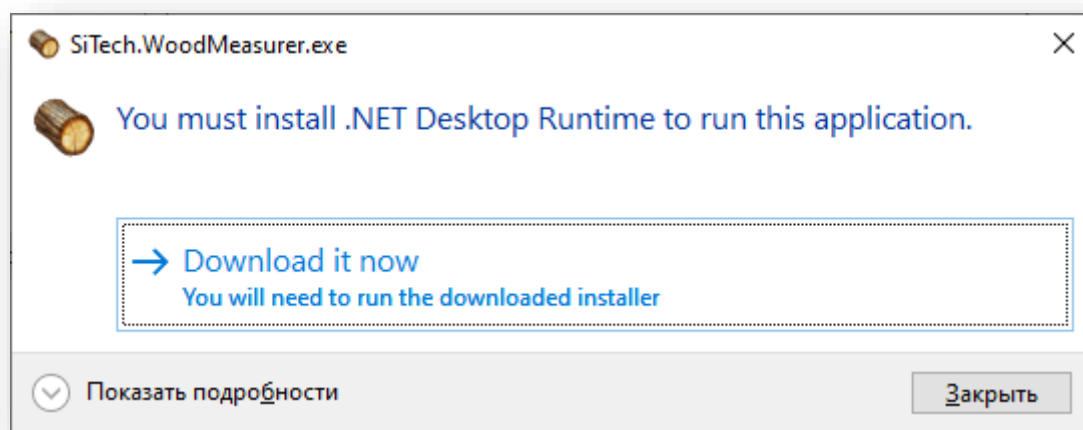 SiTech.WoodMeasurer.exe
You must install .NET Desktop Runtime to run this application.
Download it now
You will need to run the downloaded installer
Показать подробности
Закрыть